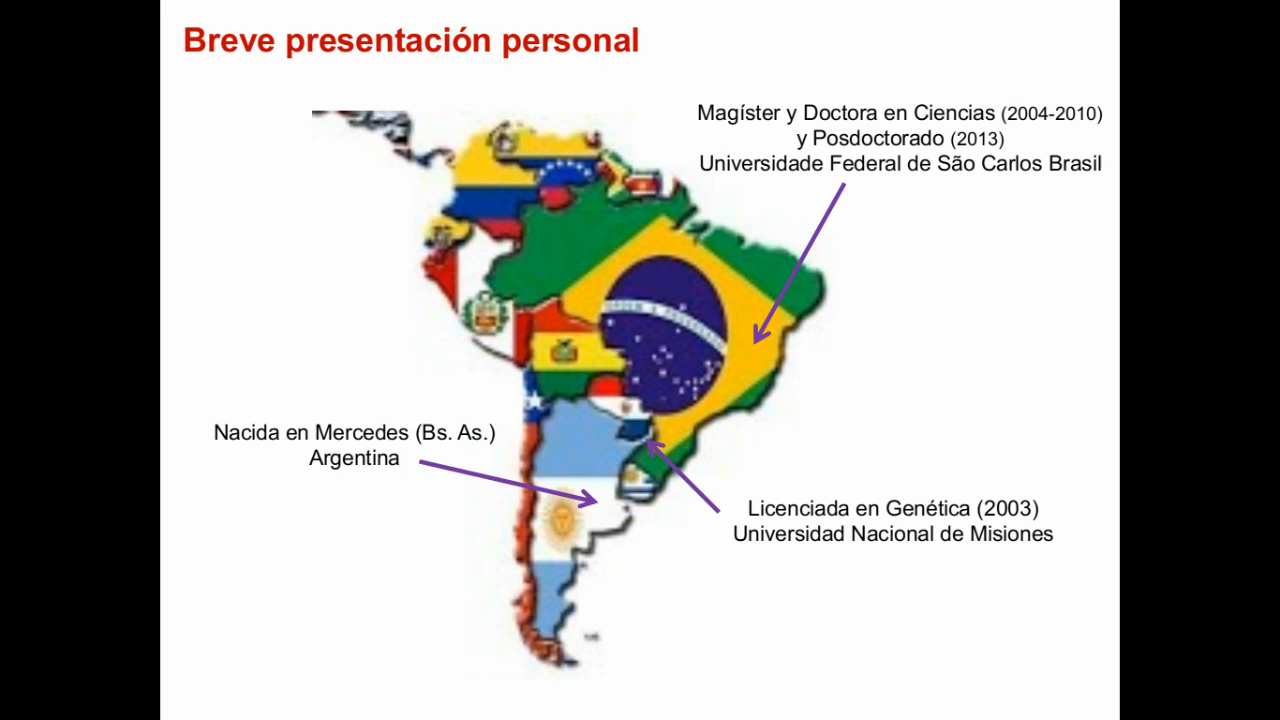 Breve presentación personal
Magíster y Doctora en Ciencias (2004-2010)
y Posdoctorado (2013)
Universidade Federal de São Carlos Brasil
Nacida en Mercedes (Bs. As.)
Argentina
Licenciada en Genética (2003)
Universidad Nacional de Misiones